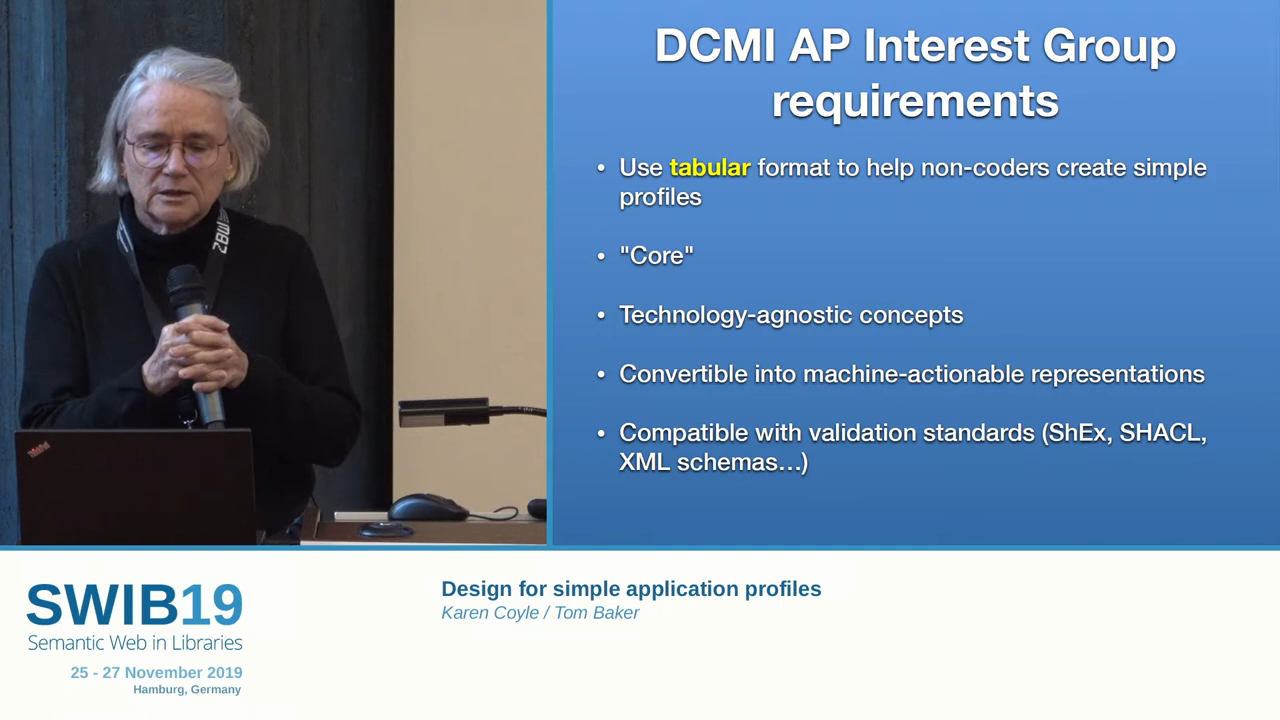 DCMI AP Interest Group
requirements
• Use tabular format to help non-coders create simple
profiles
• "Core"
• Technology-agnostic concepts
• Convertible into machine-actionable representations
• Compatible with validation standards (ShEx, SHACL,
XML schemas...)
ZBW
ThinkPad
SWIB19
Semantic Web in Libraries
25 - 27 November 2019
Hamburg, Germany
Design for simple application profiles
Karen Coyle / Tom Baker